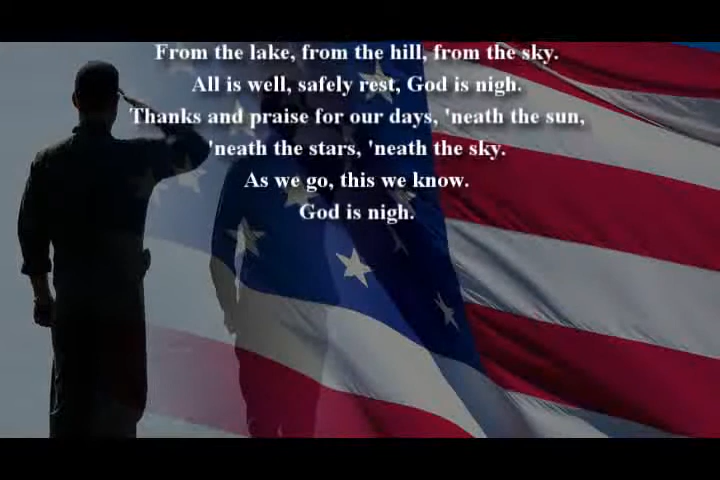 From the lake, from the hill, from the sky.
All is well, safely rest, God is nigh.
Thanks and praise for our days, 'neath the sun,
'neath the stars, 'neath the sky.
As we go, this we know.
God is nigh.